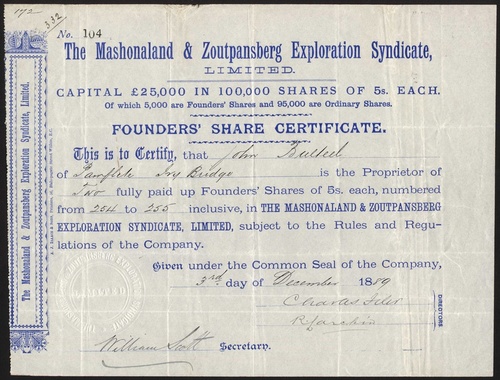 172
332
No. 104
The Mashonaland & Zoutpansberg Exploration Syndicate,
LIMITED.
CAPITAL £25,000 IN 100,000 SHARES OF 5s. EACH.
Of which 5,000 are Founders' Shares and 95,000 are Ordinary Shares.
FOUNDERS' SHARE CERTIFICATE.
This is to Certify, that John Bulteel
of Pamflete Ivy Bridge is the Proprietor of
Two fully paid up Founders' Shares of 5s. each, numbered
from 254 to 255 inclusive, in THE MASHONALAND & ZOUTPANSBERG
EXPLORATION SYNDICATE, LIMITED, subject to the Rules and Regu-
lations of the Company.
Given under the Common Seal of the Company,
3rd day of December 1889
DIRECTORS
William Scott Secretary.
The Mashonaland & Zoutpansberg Exploration Syndicate, Limited.